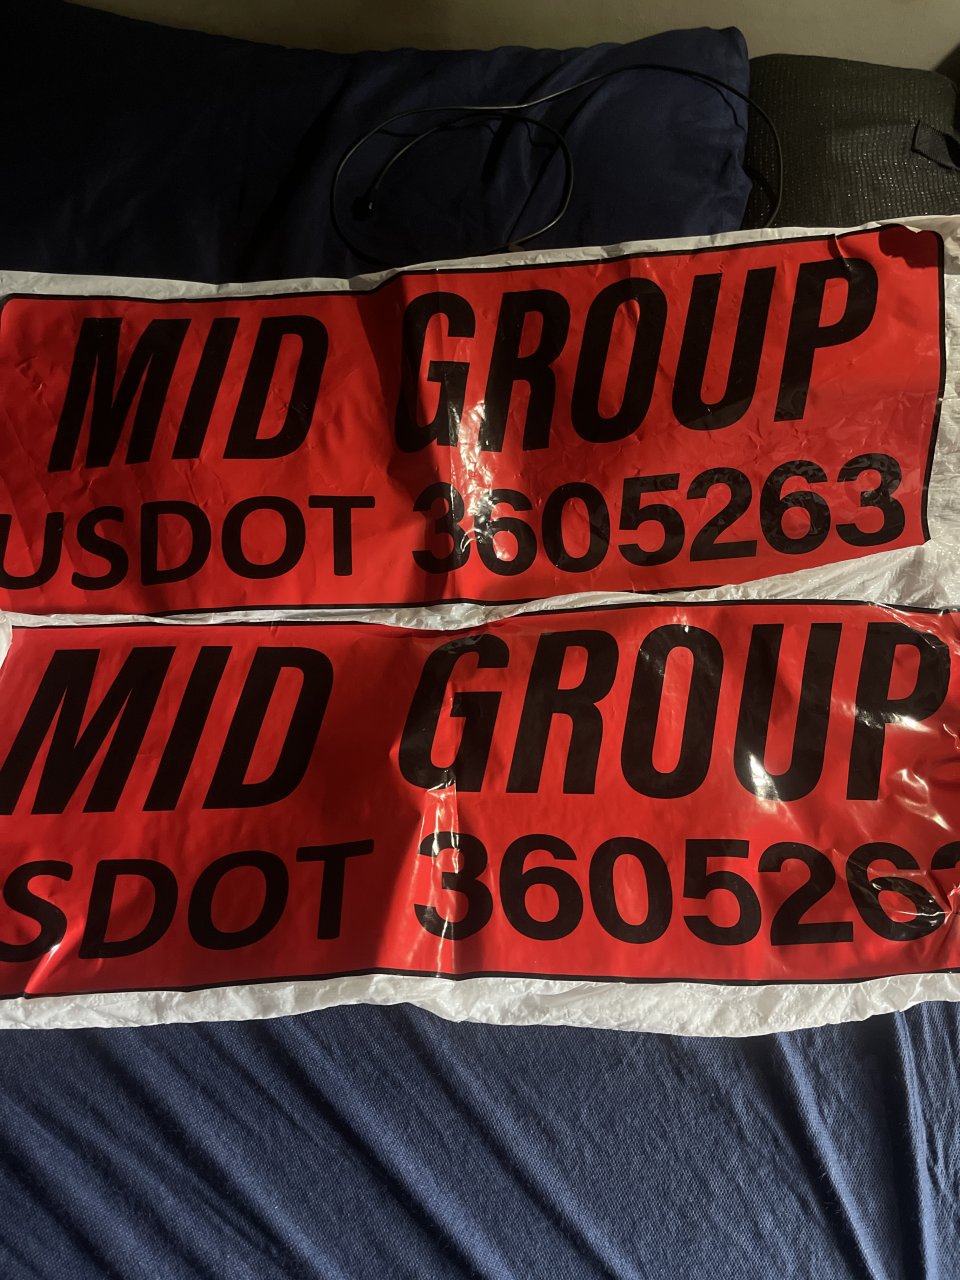 MID GROUP
USDOT 3605263
MID GROUP
SDOT 360526